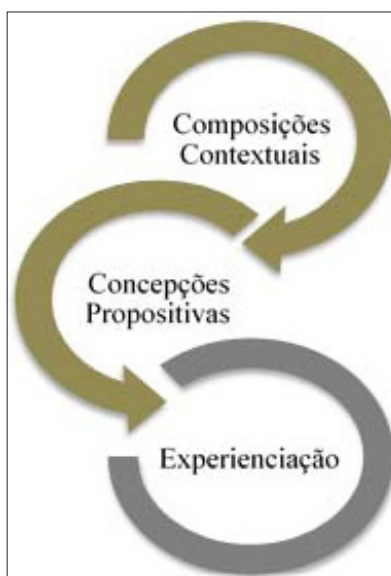 Composições
Contextuais
Concepções
Propositivas
Experienciação